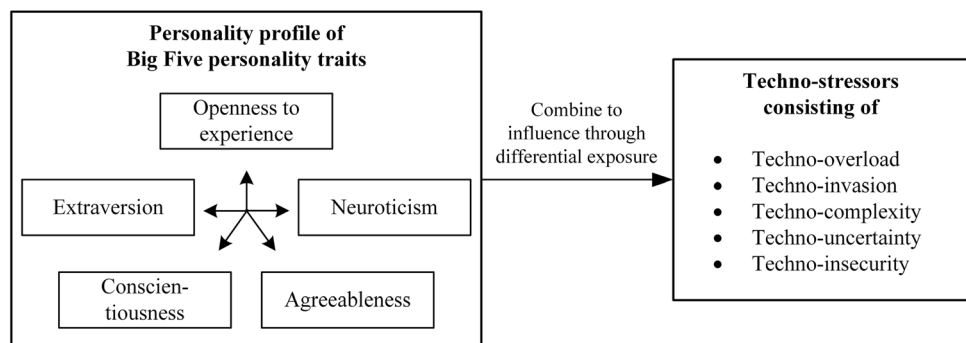 Personality profile of
Big Five personality traits
Openness to
experience
Extraversion
Neuroticism
Conscien-
tiousness
Agreeableness
Combine to
influence through
differential exposure
Techno-stressors
consisting of
• Techno-overload
• Techno-invasion
• Techno-complexity
• Techno-uncertainty
• Techno-insecurity